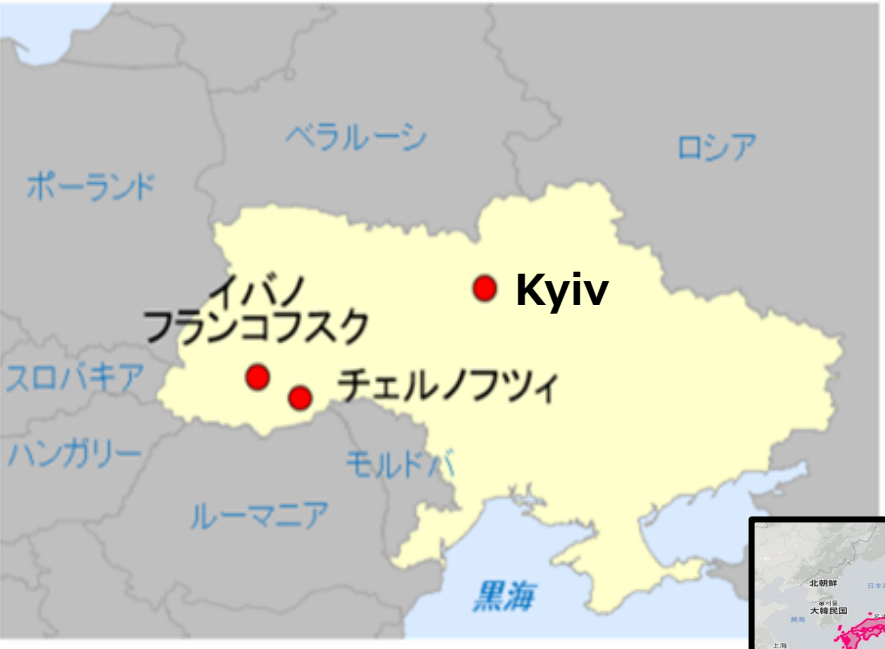 ベラルーシ
ロシア
ポーランド
Kyiv
イバノ
フランコフスク
スロバキア
チェルノフツィ
ハンガリー
モルドバ
ルーマニア
黒海
北朝鮮
大韓民国
上海